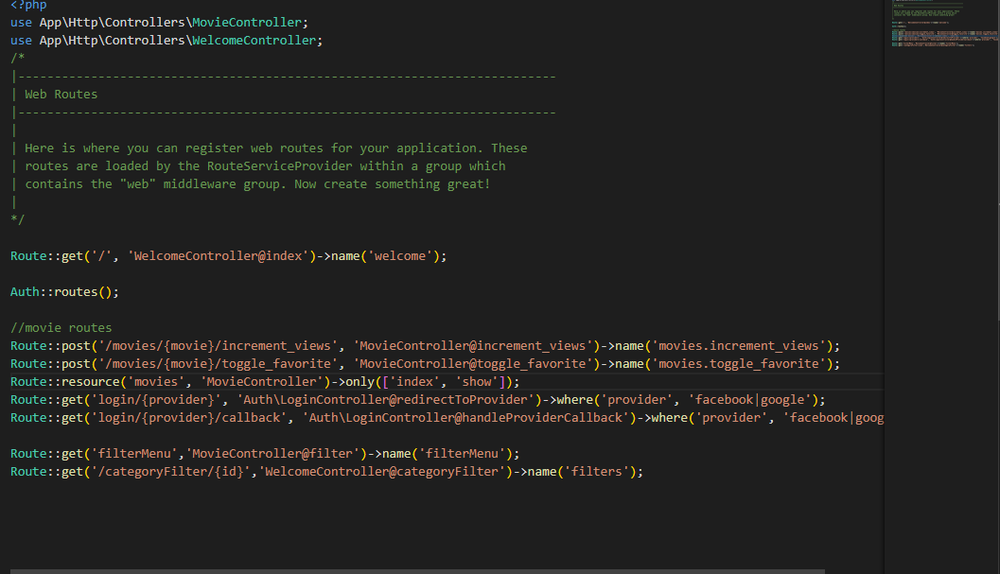 <?php
use App\Http\Controllers\MovieController;
use App\Http\Controllers\WelcomeController;
/*
|--------------------------------------------------------------------------
| Web Routes
|--------------------------------------------------------------------------
|
| Here is where you can register web routes for your application. These
| routes are loaded by the RouteServiceProvider within a group which
| contains the "web" middleware group. Now create something great!
|
*/

Route::get('/', 'WelcomeController@index')->name('welcome');

Auth::routes();

//movie routes
Route::post('/movies/{movie}/increment_views', 'MovieController@increment_views')->name('movies.increment_views');
Route::post('/movies/{movie}/toggle_favorite', 'MovieController@toggle_favorite')->name('movies.toggle_favorite');
Route::resource('movies', 'MovieController')->only(['index', 'show']);
Route::get('login/{provider}', 'Auth\LoginController@redirectToProvider')->where('provider', 'facebook|google');
Route::get('login/{provider}/callback', 'Auth\LoginController@handleProviderCallback')->where('provider', 'facebook|goog

Route::get('filterMenu','MovieController@filter')->name('filterMenu');
Route::get('/categoryFilter/{id}','WelcomeController@categoryFilter')->name('filters');